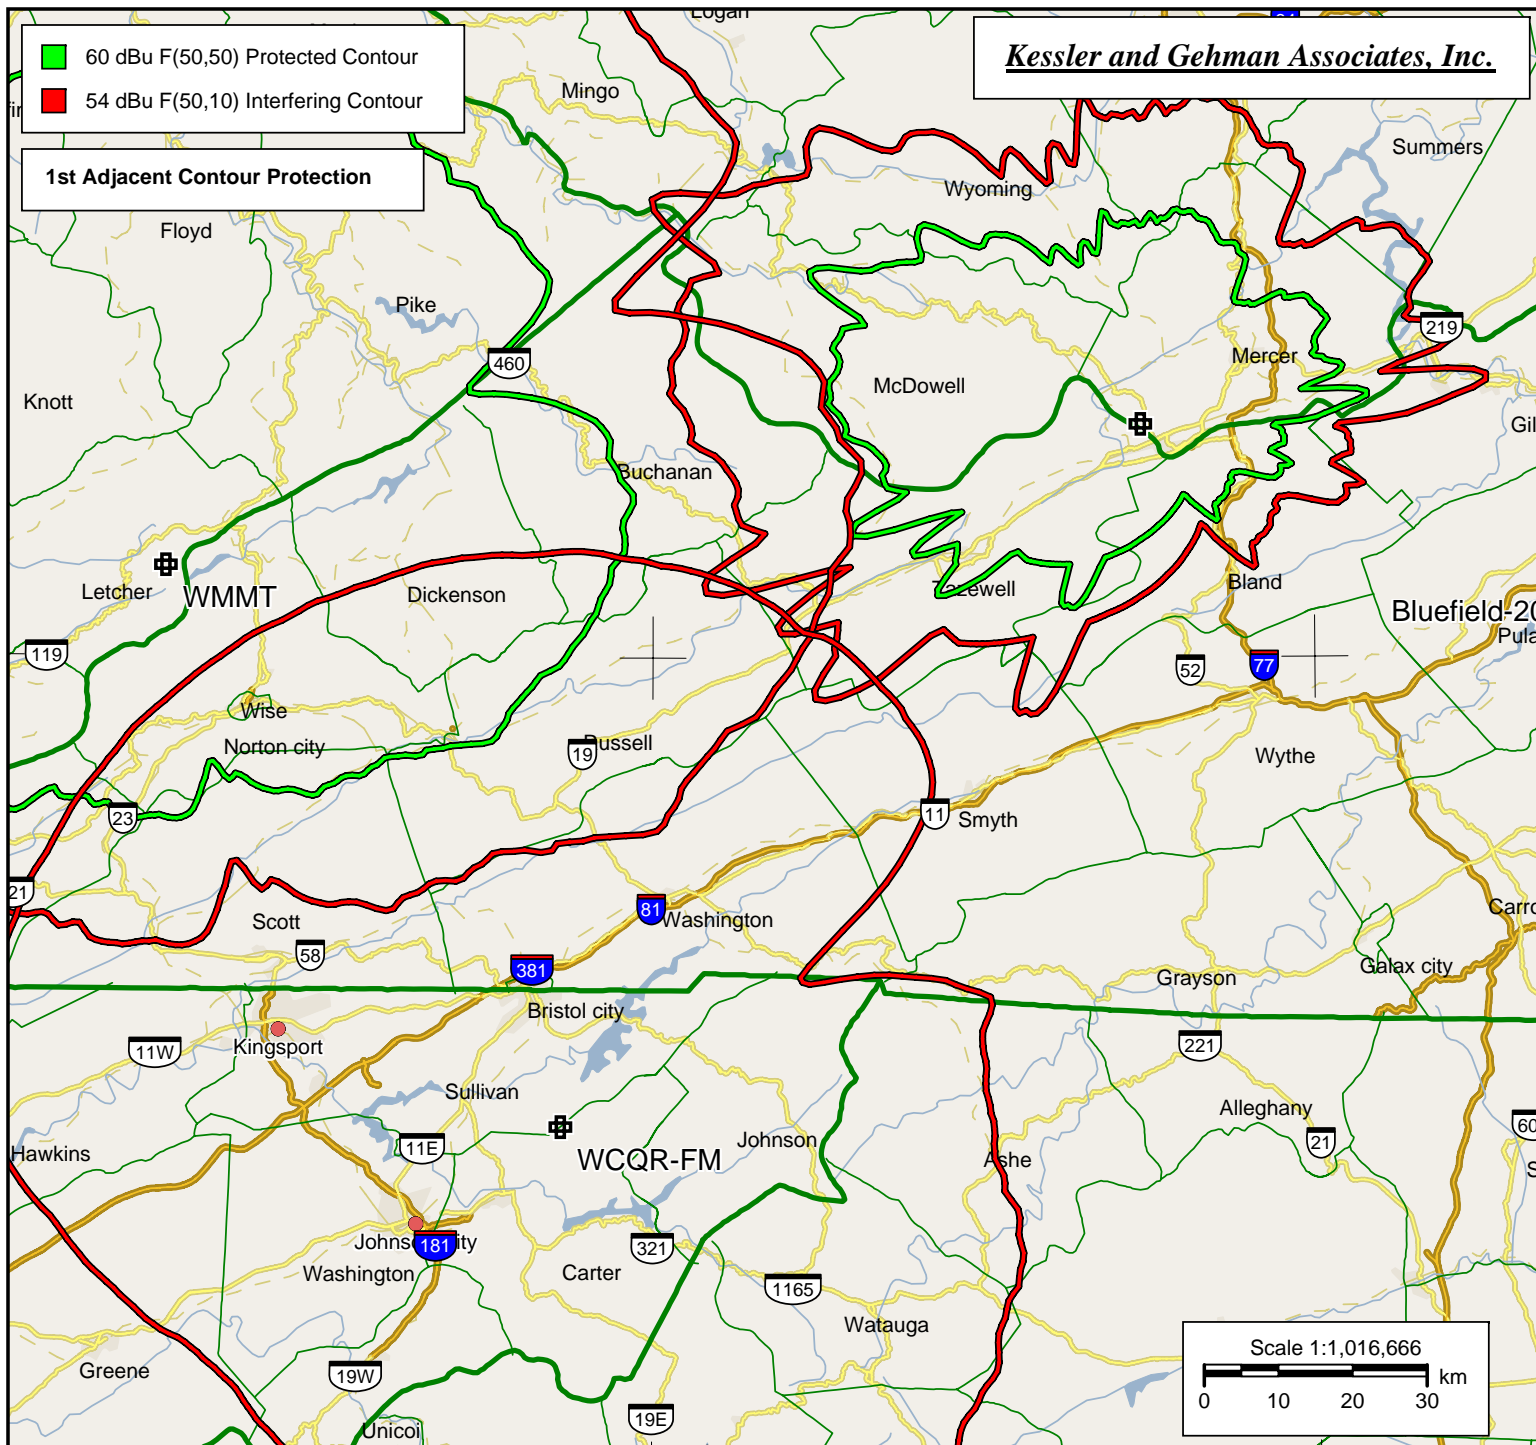 Logan
60 dBu F(50,50) Protected Contour
54 dBu F(50,10) Interfering Contour
Kessler and Gehman Associates, Inc.
Mingo
1st Adjacent Contour Protection
Summers
Wyoming
Floyd
Pike
219
460
Mercer
McDowell
Knott
Gil
Buchanan
Letcher
WMMT
Dickenson
Tazewell
Bland
Bluefield-20
Pula
119
52
77
Wise
Norton city
19
Russell
Wythe
23
11
Smyth
21
81
Washington
Carro
Scott
58
381
Grayson
Galax city
Bristol city
Kingsport
11W
221
Sullivan
Alleghany
60
11E
Johnson
21
Hawkins
WCQR-FM
Ashe
S
Johnson City
181
321
Washington
Carter
1165
Watauga
Scale 1:1,016,666
km
0 10 20 30
Greene
19W
19E
Unicoi